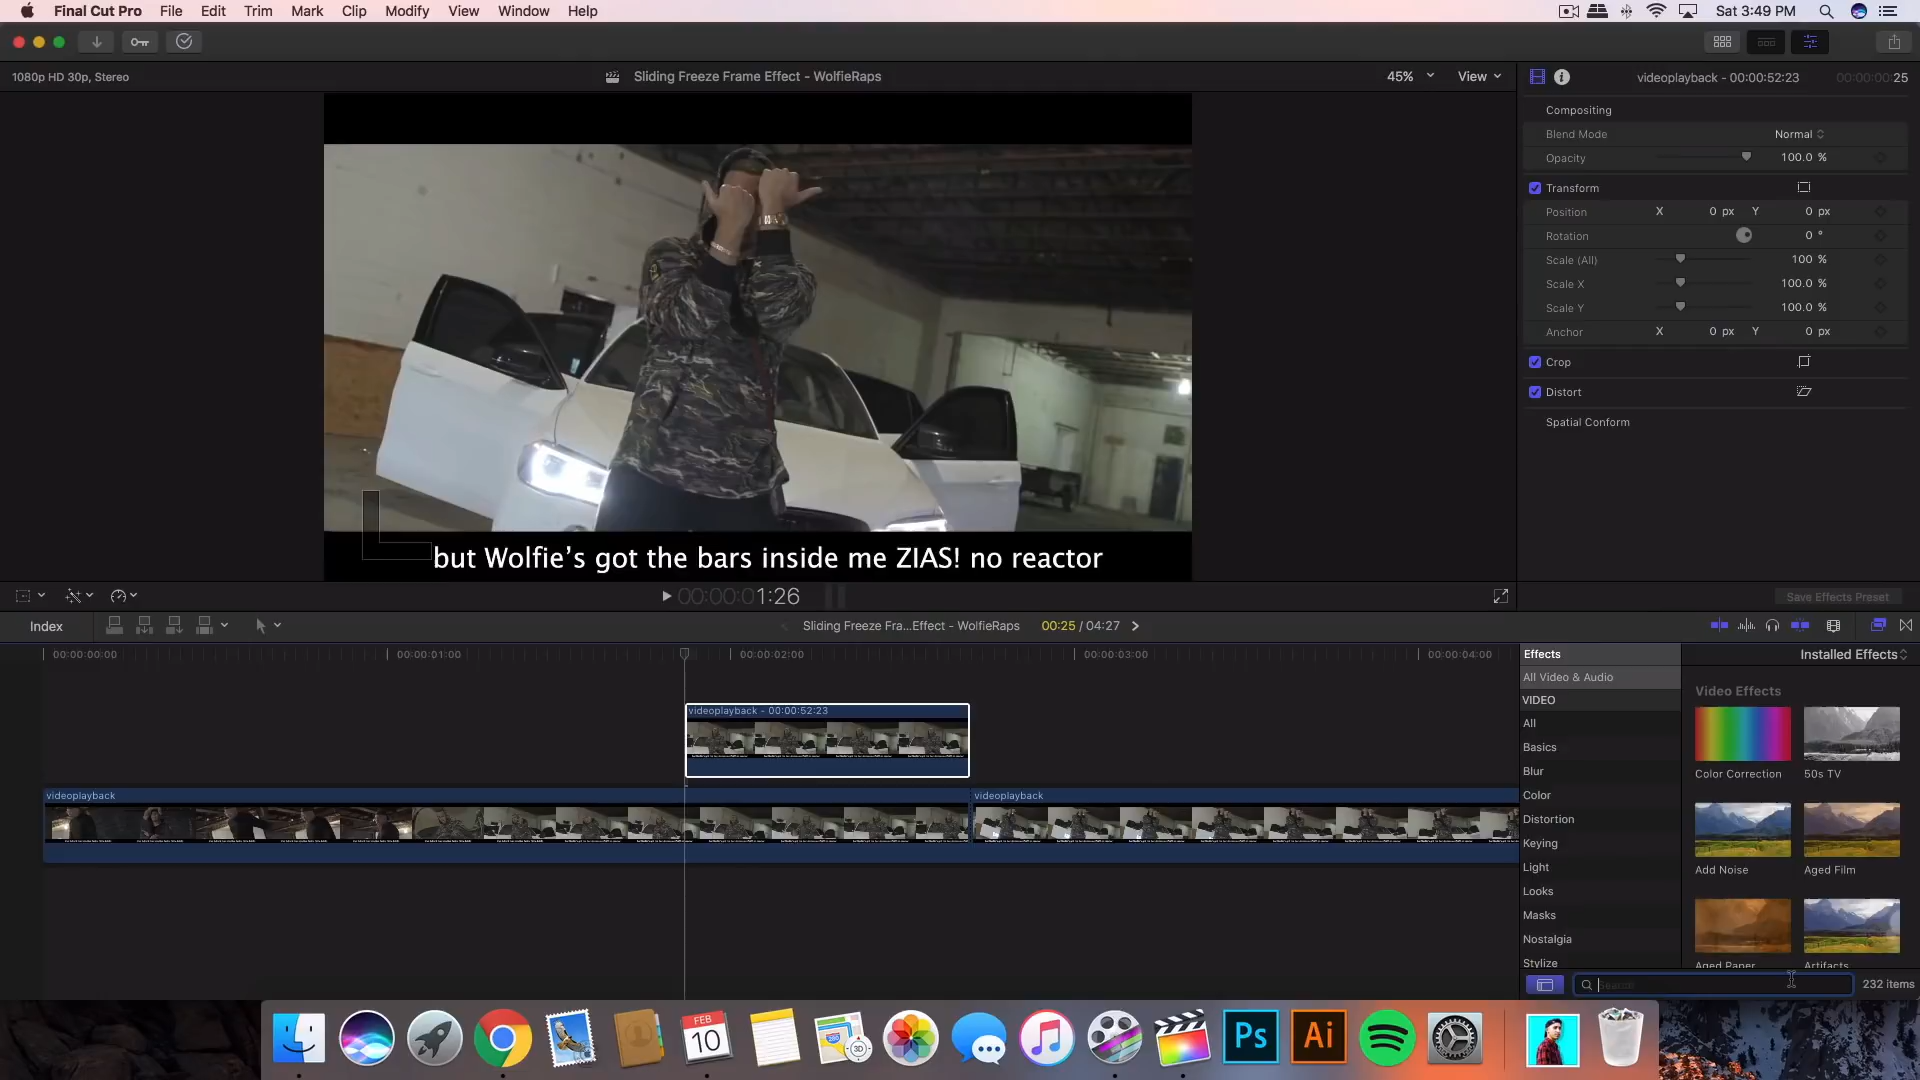 Final Cut Pro File Edit Trim Mark Clip Modify View Window Help Sat 3:49 PM
1080p HD 30p, Stereo
Sliding Freeze Frame Effect - WolfieRaps
45% View
videoplayback - 00:00:52:23
00:00:00:25
Compositing
Blend Mode Normal
Opacity 100.0 %
Transform
Position X 0 px Y 0 px
Rotation 0 °
Scale (All) 100 %
Scale X 100.0 %
Scale Y 100.0 %
Anchor X 0 px Y 0 px
Crop
Distort
Spatial Conform
but Wolfie's got the bars inside me ZIAS! no reactor
00:00:01:26
Save Effects Preset
Index
Sliding Freeze Fra...Effect - WolfieRaps 00:25 / 04:27
00:00:00:00 00:00:01:00 00:00:02:00 00:00:03:00 00:00:04:00
videoplayback - 00:00:52:23
videoplayback
videoplayback
Effects
Installed Effects
All Video & Audio
VIDEO
All
Basics
Blur
Color
Distortion
Keying
Light
Looks
Masks
Nostalgia
Stylize
Video Effects
Color Correction 50s TV
Add Noise Aged Film
Aged Paper Artifacts
Search
232 items
FEB
10
280
3D
Ps
Ai